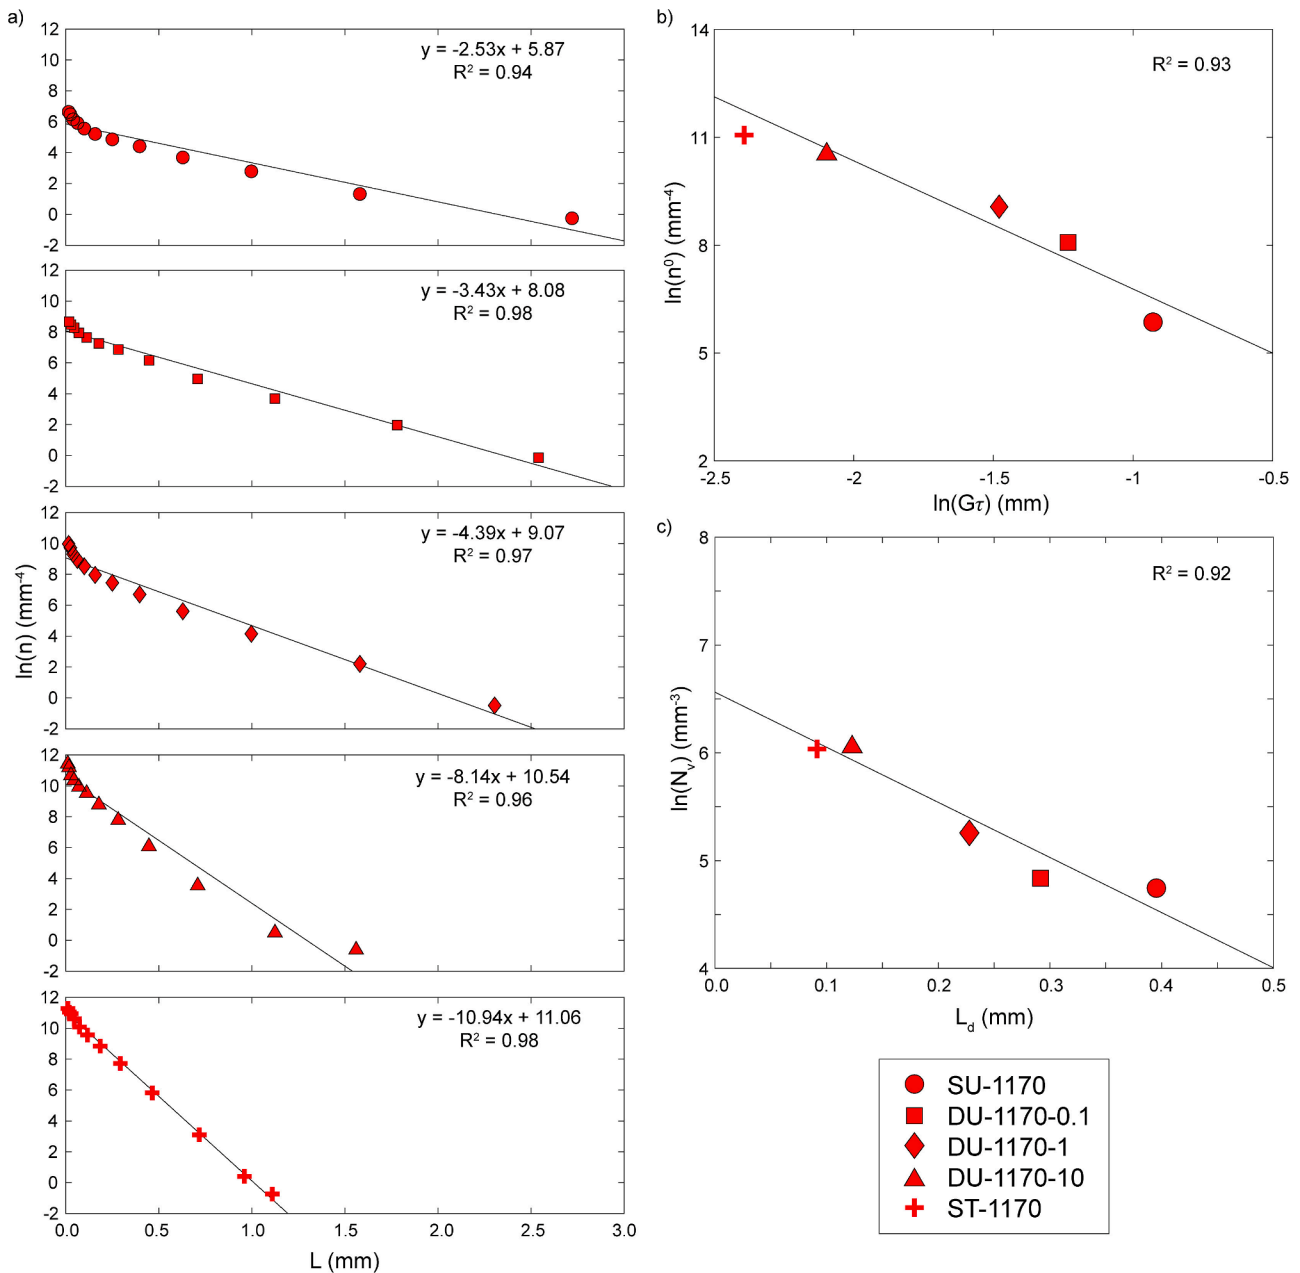 a)
12
10
8
6
4
2
0
-2
y = -2.53x + 5.87
R² = 0.94
12
10
8
6
4
2
0
-2
y = -3.43x + 8.08
R² = 0.98
12
10
8
6
4
2
0
-2
y = -4.39x + 9.07
R² = 0.97
ln(n) (mm⁻⁴)
12
10
8
6
4
2
0
-2
y = -8.14x + 10.54
R² = 0.96
12
10
8
6
4
2
0
-2
y = -10.94x + 11.06
R² = 0.98
0.0 0.5 1.0 1.5 2.0 2.5 3.0
L (mm)
b)
14
11
8
5
2
R² = 0.93
ln(n⁰) (mm⁻⁴)
-2.5 -2 -1.5 -1 -0.5
ln(Gτ) (mm)
c)
8
7
6
5
4
R² = 0.92
ln(Nᵥ) (mm⁻³)
0.0 0.1 0.2 0.3 0.4 0.5
L_d (mm)
SU-1170
DU-1170-0.1
DU-1170-1
DU-1170-10
ST-1170